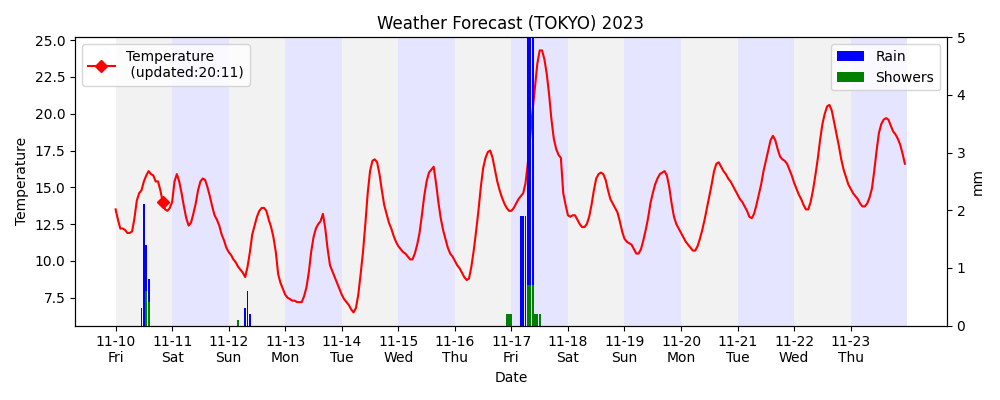 Weather Forecast (TOKYO) 2023
Temperature
(updated:20:11)
Rain
Showers
25.0
22.5
20.0
17.5
15.0
12.5
10.0
7.5
Temperature
5
4
3
2
1
0
mm
11-10 11-11 11-12 11-13 11-14 11-15 11-16 11-17 11-18 11-19 11-20 11-21 11-22 11-23
Fri Sat Sun Mon Tue Wed Thu Fri Sat Sun Mon Tue Wed Thu
Date